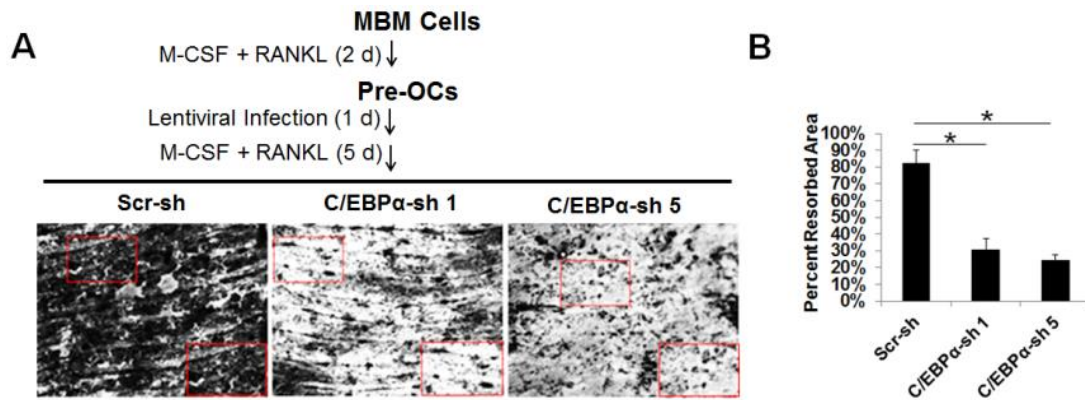 A
MBM Cells
M-CSF + RANKL (2 d)
Pre-OCs
Lentiviral Infection (1 d)
M-CSF + RANKL (5 d)
Scr-sh
C/EBPα-sh 1
C/EBPα-sh 5
B
Percent Resorbed Area
100%
90%
80%
70%
60%
50%
40%
30%
20%
10%
0%
*
*
Scr-sh
C/EBPα-sh 1
C/EBPα-sh 5